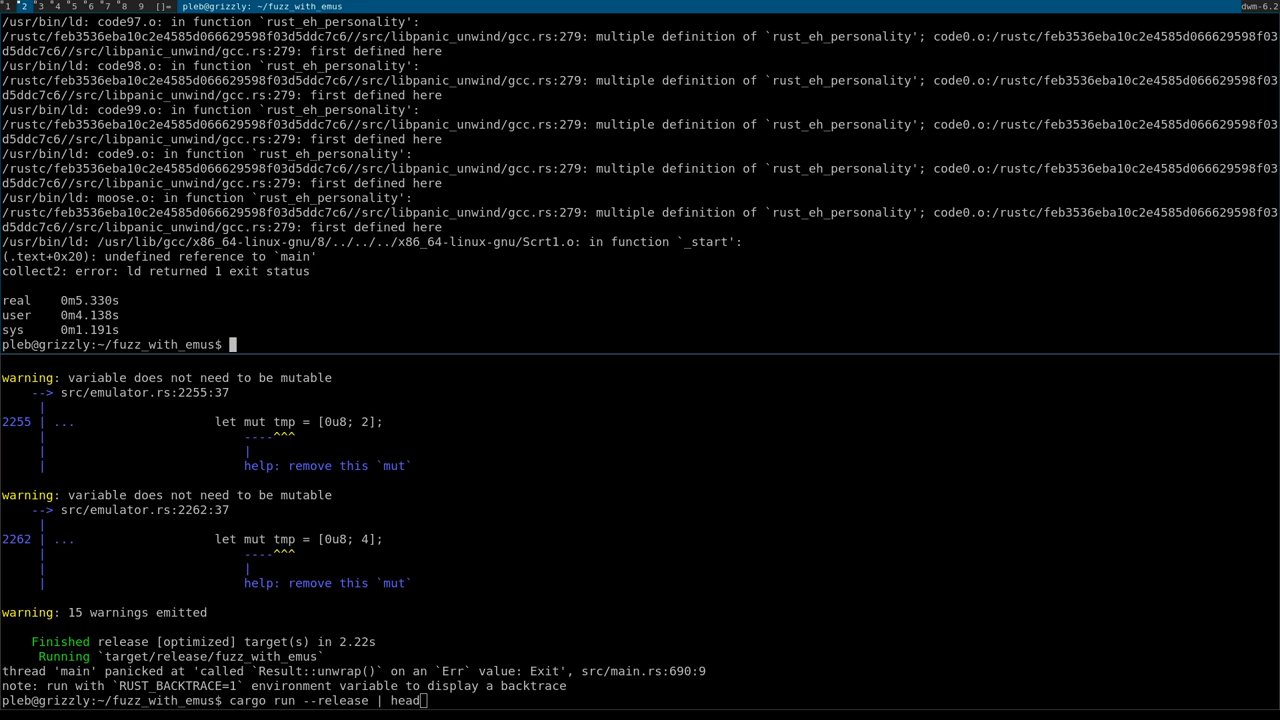 1 2 3 4 5 6 7 8 9 []= pleb@grizzly: ~/fuzz_with_emus dwm-6.2
/usr/bin/ld: code97.o: in function `rust_eh_personality':
/rustc/feb3536eba10c2e4585d066629598f03d5ddc7c6//src/libpanic_unwind/gcc.rs:279: multiple definition of `rust_eh_personality'; code0.o:/rustc/feb3536eba10c2e4585d066629598f03
d5ddc7c6//src/libpanic_unwind/gcc.rs:279: first defined here
/usr/bin/ld: code98.o: in function `rust_eh_personality':
/rustc/feb3536eba10c2e4585d066629598f03d5ddc7c6//src/libpanic_unwind/gcc.rs:279: multiple definition of `rust_eh_personality'; code0.o:/rustc/feb3536eba10c2e4585d066629598f03
d5ddc7c6//src/libpanic_unwind/gcc.rs:279: first defined here
/usr/bin/ld: code99.o: in function `rust_eh_personality':
/rustc/feb3536eba10c2e4585d066629598f03d5ddc7c6//src/libpanic_unwind/gcc.rs:279: multiple definition of `rust_eh_personality'; code0.o:/rustc/feb3536eba10c2e4585d066629598f03
d5ddc7c6//src/libpanic_unwind/gcc.rs:279: first defined here
/usr/bin/ld: code9.o: in function `rust_eh_personality':
/rustc/feb3536eba10c2e4585d066629598f03d5ddc7c6//src/libpanic_unwind/gcc.rs:279: multiple definition of `rust_eh_personality'; code0.o:/rustc/feb3536eba10c2e4585d066629598f03
d5ddc7c6//src/libpanic_unwind/gcc.rs:279: first defined here
/usr/bin/ld: moose.o: in function `rust_eh_personality':
/rustc/feb3536eba10c2e4585d066629598f03d5ddc7c6//src/libpanic_unwind/gcc.rs:279: multiple definition of `rust_eh_personality'; code0.o:/rustc/feb3536eba10c2e4585d066629598f03
d5ddc7c6//src/libpanic_unwind/gcc.rs:279: first defined here
/usr/bin/ld: /usr/lib/gcc/x86_64-linux-gnu/8/../../../x86_64-linux-gnu/Scrt1.o: in function `_start':
(.text+0x20): undefined reference to `main'
collect2: error: ld returned 1 exit status
real 0m5.330s
user 0m4.138s
sys 0m1.191s
pleb@grizzly:~/fuzz_with_emus$
warning: variable does not need to be mutable
--> src/emulator.rs:2255:37
|
2255 | ... let mut tmp = [0u8; 2];
| ----^^^
| |
| help: remove this `mut`
warning: variable does not need to be mutable
--> src/emulator.rs:2262:37
|
2262 | ... let mut tmp = [0u8; 4];
| ----^^^
| |
| help: remove this `mut`
warning: 15 warnings emitted
Finished release [optimized] target(s) in 2.22s
Running `target/release/fuzz_with_emus`
thread 'main' panicked at 'called `Result::unwrap()` on an `Err` value: Exit', src/main.rs:690:9
note: run with `RUST_BACKTRACE=1` environment variable to display a backtrace
pleb@grizzly:~/fuzz_with_emus$ cargo run --release | head